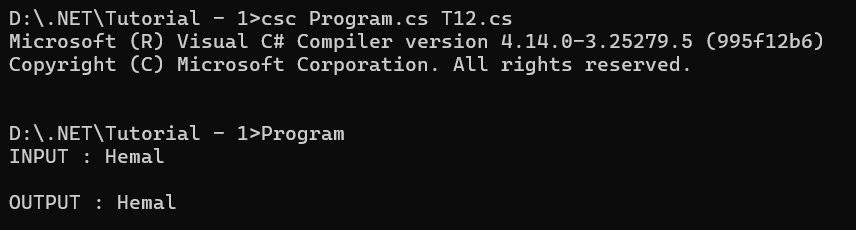 D:\.NET\Tutorial - 1>csc Program.cs T12.cs
Microsoft (R) Visual C# Compiler version 4.14.0-3.25279.5 (995f12b6)
Copyright (C) Microsoft Corporation. All rights reserved.
D:\.NET\Tutorial - 1>Program
INPUT : Hemal
OUTPUT : Hemal